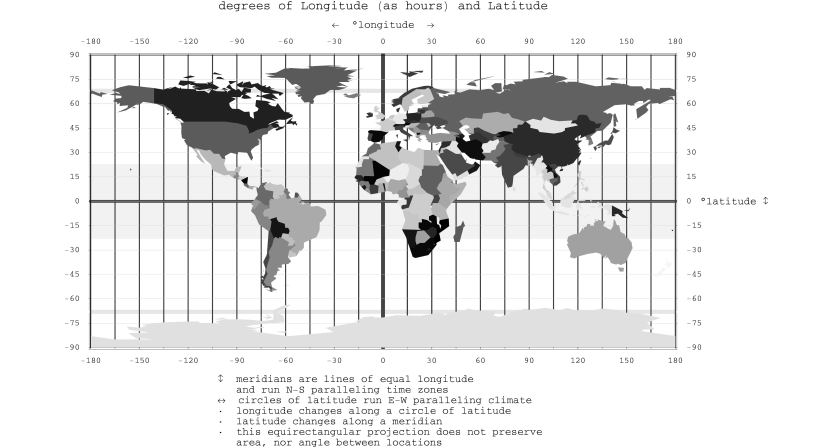 degrees of Longitude (as hours) and Latitude
← °longitude →
-180 -150 -120 -90 -60 -30 0 30 60 90 120 150 180
90 90
75 75
60 60
45 45
30 30
15 15
0 0 °latitude ↕
-15 -15
-30 -30
-45 -45
-60 -60
-75 -75
-90 -90
-180 -150 -120 -90 -60 -30 0 30 60 90 120 150 180
↕ meridians are lines of equal longitude
and run N-S paralleling time zones
↔ circles of latitude run E-W paralleling climate
· longitude changes along a circle of latitude
· latitude changes along a meridian
· this equirectangular projection does not preserve
area, nor angle between locations